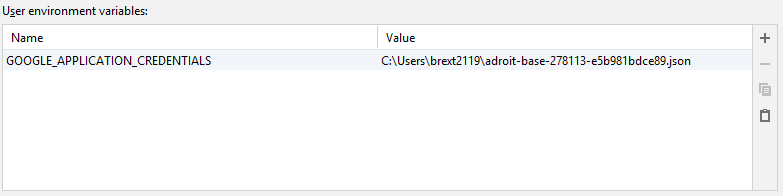 User environment variables:
Name Value
GOOGLE_APPLICATION_CREDENTIALS C:\Users\brext2119\adroit-base-278113-e5b981bdce89.json